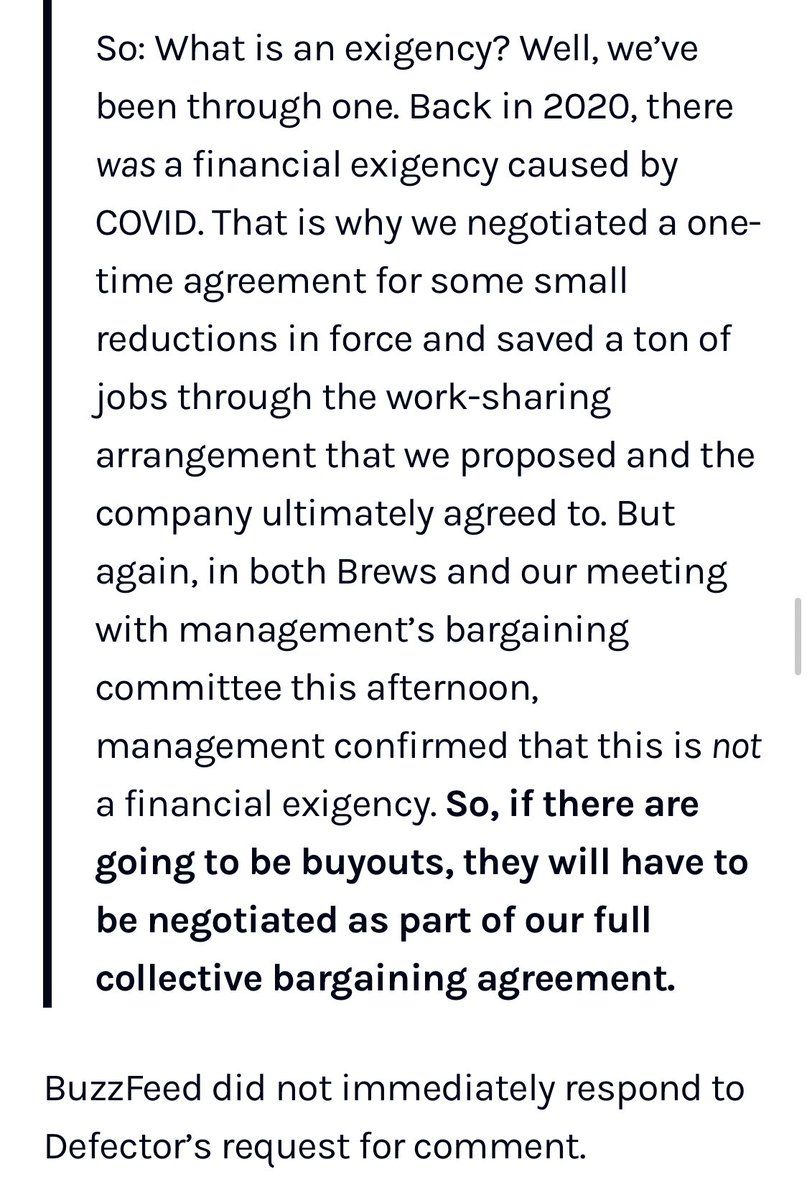 So: What is an exigency? Well, we’ve
been through one. Back in 2020, there
was a financial exigency caused by
COVID. That is why we negotiated a one-
time agreement for some small
reductions in force and saved a ton of
jobs through the work-sharing
arrangement that we proposed and the
company ultimately agreed to. But
again, in both Brews and our meeting
with management’s bargaining
committee this afternoon,
management confirmed that this is not
a financial exigency. So, if there are
going to be buyouts, they will have to
be negotiated as part of our full
collective bargaining agreement.
BuzzFeed did not immediately respond to
Defector’s request for comment.